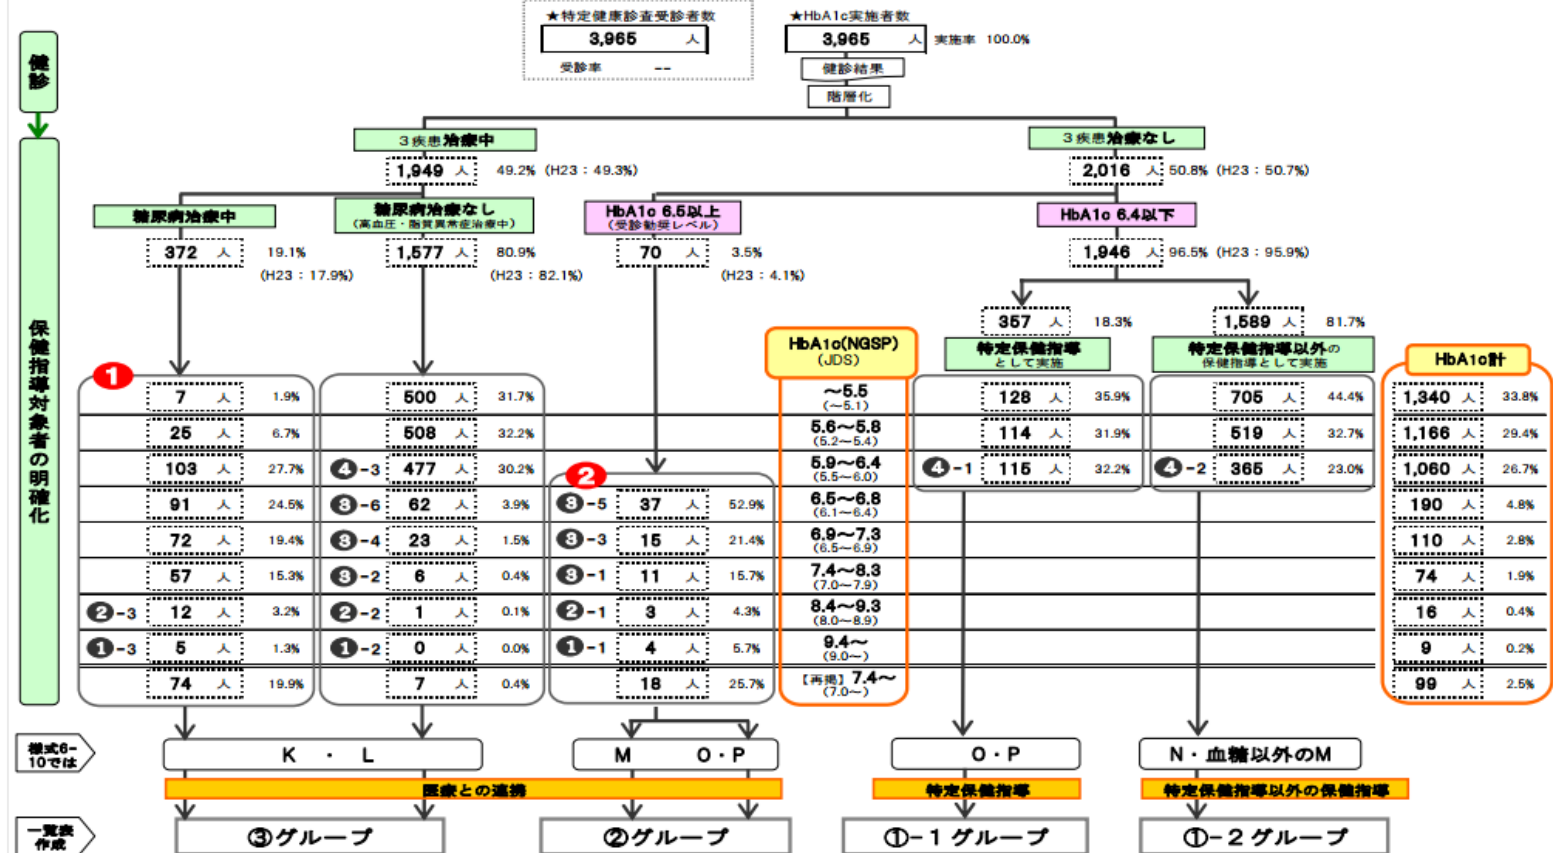 ★特定健康診査受診者数
3,965 人
受診率 --
★HbA1c実施者数
3,965 人 実施率 100.0%
健診結果
階層化
健診
3疾患治療中
1,949 人 49.2% (H23：49.3%)
3疾患治療なし
2,016 人 50.8% (H23：50.7%)
糖尿病治療中
372 人 19.1%
(H23：17.9%)
糖尿病治療なし
(高血圧・脂質異常症治療中)
1,577 人 80.9%
(H23：82.1%)
HbA1c 6.5以上
(受診勧奨レベル)
70 人 3.5%
(H23：4.1%)
HbA1c 6.4以下
1,946 人 96.5% (H23：95.9%)
357 人 18.3%
特定保健指導
として実施
1,589 人 81.7%
特定保健指導以外の
保健指導として実施
保健指導対象者の明確化
HbA1c(NGSP)
(JDS)
HbA1c計
1
2
7 人 1.9% 500 人 31.7% ～5.5 128 人 35.9% 705 人 44.4% 1,340 人 33.8%
(～5.1)
25 人 6.7% 508 人 32.2% 5.6～5.8 114 人 31.9% 519 人 32.7% 1,166 人 29.4%
(5.2～5.4)
103 人 27.7% ❹-3 477 人 30.2% 5.9～6.4 ❹-1 115 人 32.2% ❹-2 365 人 23.0% 1,060 人 26.7%
(5.5～6.0)
91 人 24.5% ❸-6 62 人 3.9% ❸-5 37 人 52.9% 6.5～6.8 190 人 4.8%
(6.1～6.4)
72 人 19.4% ❸-4 23 人 1.5% ❸-3 15 人 21.4% 6.9～7.3 110 人 2.8%
(6.5～6.9)
57 人 15.3% ❸-2 6 人 0.4% ❸-1 11 人 15.7% 7.4～8.3 74 人 1.9%
(7.0～7.9)
❷-3 12 人 3.2% ❷-2 1 人 0.1% ❷-1 3 人 4.3% 8.4～9.3 16 人 0.4%
(8.0～8.9)
❶-3 5 人 1.3% ❶-2 0 人 0.0% ❶-1 4 人 5.7% 9.4～ 9 人 0.2%
(9.0～)
74 人 19.9% 7 人 0.4% 18 人 25.7% 【再掲】7.4～ 99 人 2.5%
(7.0～)
様式6-
10では
K ・ L
M O・P
O・P
N・血糖以外のM
医療との連携
特定保健指導
特定保健指導以外の保健指導
一覧表
作成
③グループ
②グループ
①-1 グループ
①-2 グループ